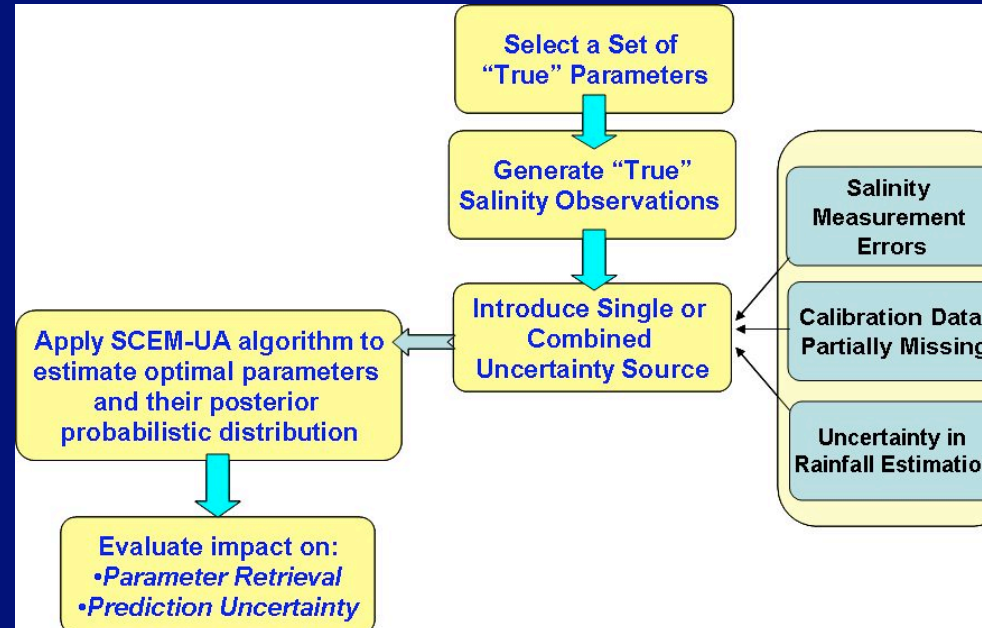 Select a Set of
“True” Parameters
Generate “True”
Salinity Observations
Introduce Single or
Combined
Uncertainty Source
Salinity
Measurement
Errors
Calibration Data
Partially Missing
Uncertainty in
Rainfall Estimatio
Apply SCEM-UA algorithm to
estimate optimal parameters
and their posterior
probabilistic distribution
Evaluate impact on:
•Parameter Retrieval
•Prediction Uncertainty